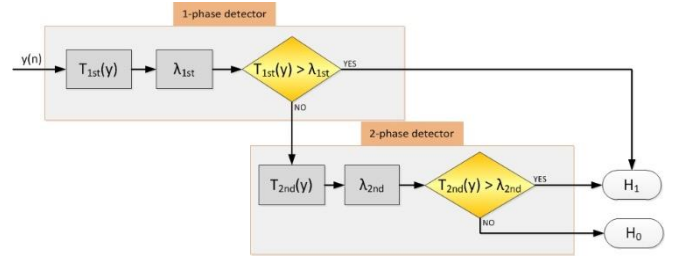 1-phase detector
y(n)
T1st(y)
λ1st
T1st(y) > λ1st
YES
NO
2-phase detector
T2nd(y)
λ2nd
T2nd(y) > λ2nd
YES
NO
H1
H0